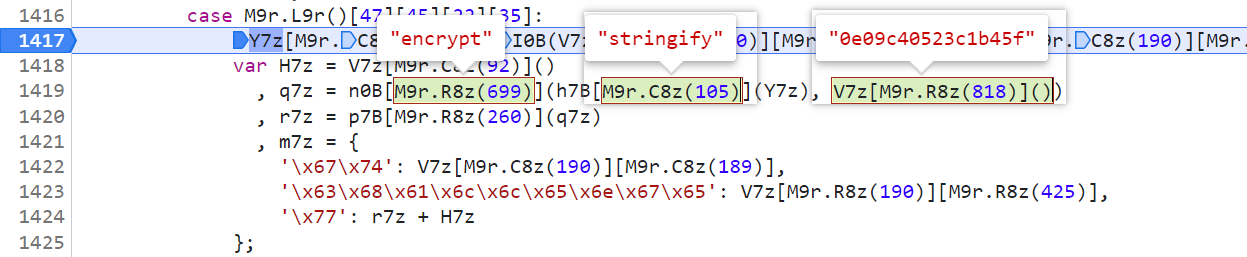 1416 case M9r.L9r()[47][45][23][35]:
1417 Y7z[M9r. C8 I0B(V7z 0)][M9r C8z(190)][M9r.
"encrypt" "stringify" "0e09c40523c1b45f"
1418 var H7z = V7z[M9r.C8z(92)]()
1419 , q7z = n0B[M9r.R8z(699)](h7B[M9r.C8z(105)](Y7z), V7z[M9r.R8z(818)]())
1420 , r7z = p7B[M9r.R8z(260)](q7z)
1421 , m7z = {
1422 '\x67\x74': V7z[M9r.C8z(190)][M9r.C8z(189)],
1423 '\x63\x68\x61\x6c\x6c\x65\x6e\x67\x65': V7z[M9r.R8z(190)][M9r.R8z(425)],
1424 '\x77': r7z + H7z
1425 };